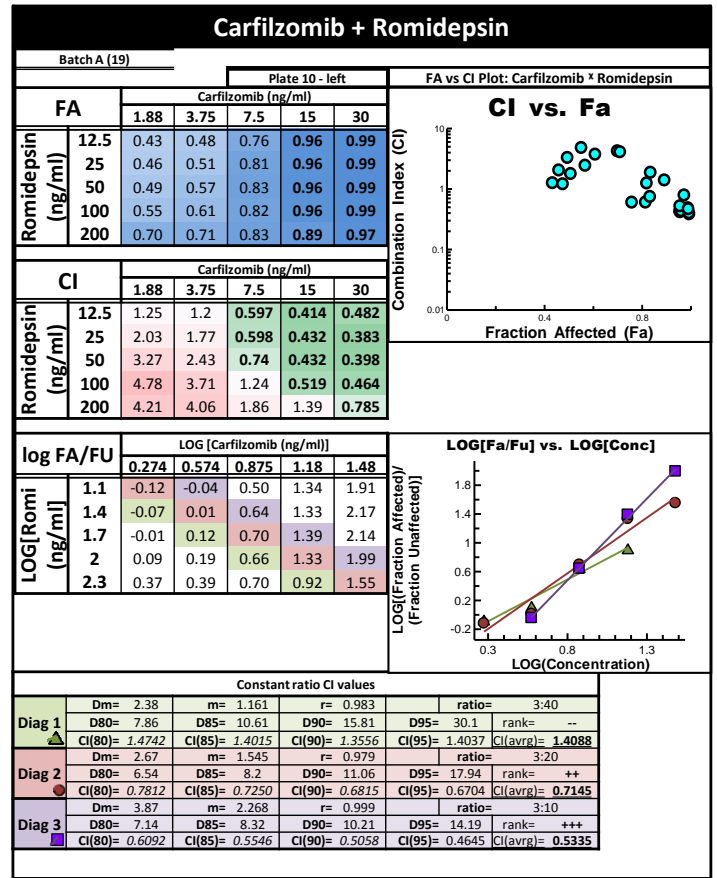 Carfilzomib + Romidepsin
Batch A (19)
Plate 10 - left
FA vs CI Plot: Carfilzomib x Romidepsin
FA
Carfilzomib (ng/ml)
1.88 3.75 7.5 15 30
Romidepsin (ng/ml)
12.5 0.43 0.48 0.76 0.96 0.99
25 0.46 0.51 0.81 0.96 0.99
50 0.49 0.57 0.83 0.96 0.99
100 0.55 0.61 0.82 0.96 0.99
200 0.70 0.71 0.83 0.89 0.97
CI vs. Fa
Combination Index (CI)
10
1
0.1
0.01
0 0.4 0.8
Fraction Affected (Fa)
CI
Carfilzomib (ng/ml)
1.88 3.75 7.5 15 30
Romidepsin (ng/ml)
12.5 1.25 1.2 0.597 0.414 0.482
25 2.03 1.77 0.598 0.432 0.383
50 3.27 2.43 0.74 0.432 0.398
100 4.78 3.71 1.24 0.519 0.464
200 4.21 4.06 1.86 1.39 0.785
log FA/FU
LOG [Carfilzomib (ng/ml)]
0.274 0.574 0.875 1.18 1.48
LOG[Romi (ng/ml]
1.1 -0.12 -0.04 0.50 1.34 1.91
1.4 -0.07 0.01 0.64 1.33 2.17
1.7 -0.01 0.12 0.70 1.39 2.14
2 0.09 0.19 0.66 1.33 1.99
2.3 0.37 0.39 0.70 0.92 1.55
LOG[Fa/Fu] vs. LOG[Conc]
LOG[(Fraction Affected)/
(Fraction Unaffected)]
1.8
1.4
1
0.6
0.2
-0.2
0.3 0.8 1.3
LOG(Concentration)
Constant ratio CI values
Diag 1
Dm= 2.38 m= 1.161 r= 0.983 ratio= 3:40
D80= 7.86 D85= 10.61 D90= 15.81 D95= 30.1 rank= --
CI(80)= 1.4742 CI(85)= 1.4015 CI(90)= 1.3556 CI(95)= 1.4037 CI(avrg)= 1.4088
Diag 2
Dm= 2.67 m= 1.545 r= 0.979 ratio= 3:20
D80= 6.54 D85= 8.2 D90= 11.06 D95= 17.94 rank= ++
CI(80)= 0.7812 CI(85)= 0.7250 CI(90)= 0.6815 CI(95)= 0.6704 CI(avrg)= 0.7145
Diag 3
Dm= 3.87 m= 2.268 r= 0.999 ratio= 3:10
D80= 7.14 D85= 8.32 D90= 10.21 D95= 14.19 rank= +++
CI(80)= 0.6092 CI(85)= 0.5546 CI(90)= 0.5058 CI(95)= 0.4645 CI(avrg)= 0.5335